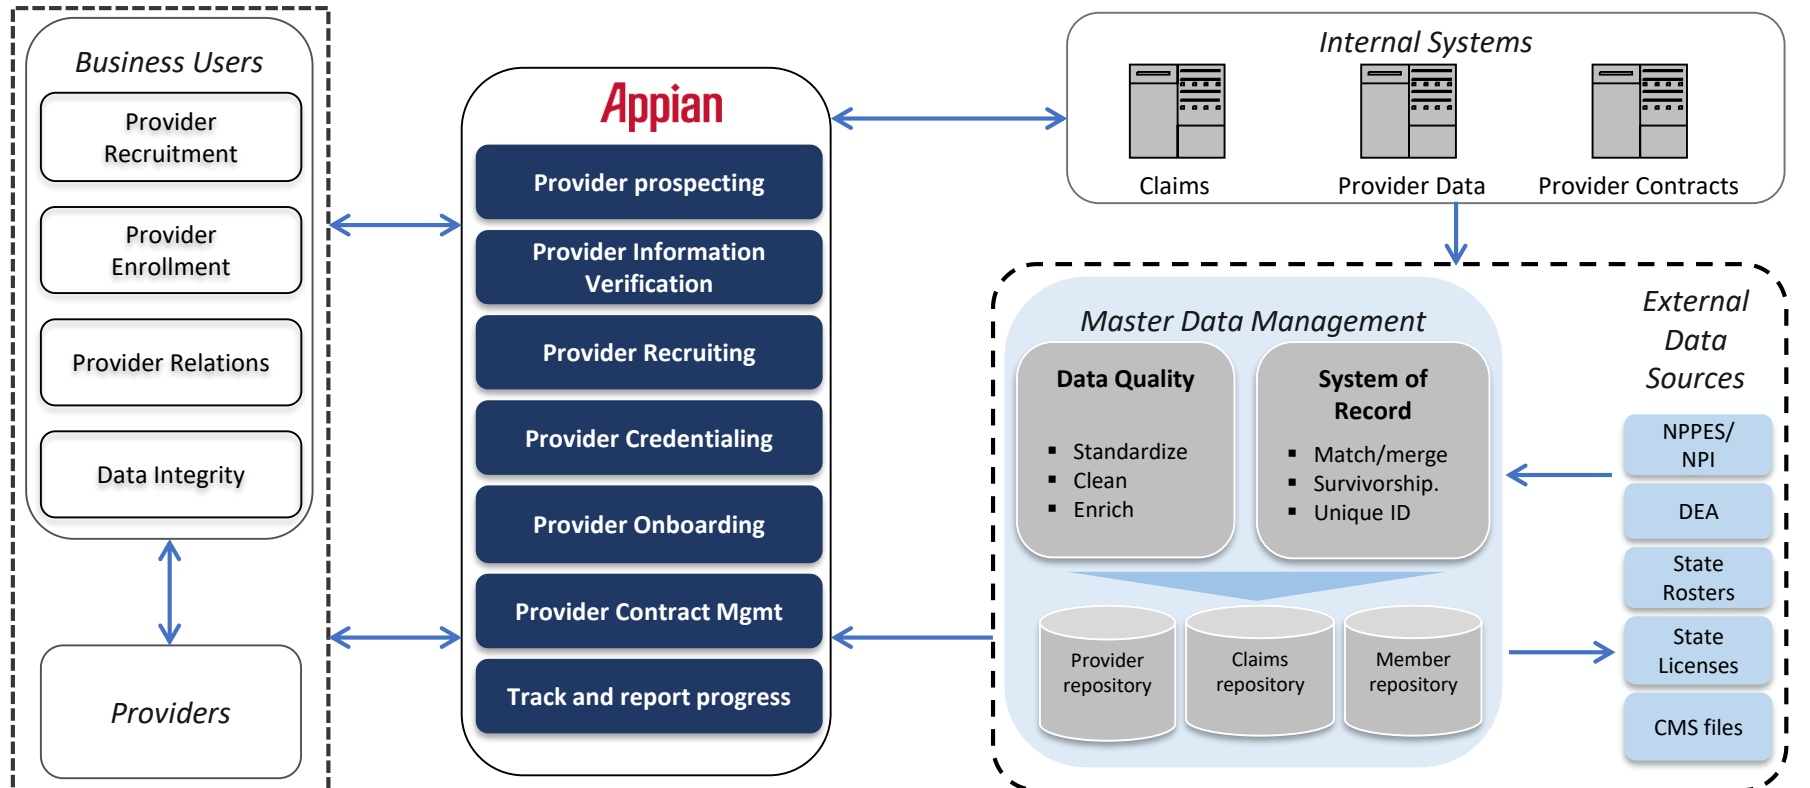 Business Users
Provider
Recruitment
Provider
Enrollment
Provider Relations
Data Integrity
Providers
Appian
Provider prospecting
Provider Information
Verification
Provider Recruiting
Provider Credentialing
Provider Onboarding
Provider Contract Mgmt
Track and report progress
Internal Systems
Claims
Provider Data
Provider Contracts
Master Data Management
Data Quality
▪ Standardize
▪ Clean
▪ Enrich
System of
Record
▪ Match/merge
▪ Survivorship.
▪ Unique ID
Provider
repository
Claims
repository
Member
repository
External
Data
Sources
NPPES/
NPI
DEA
State
Rosters
State
Licenses
CMS files